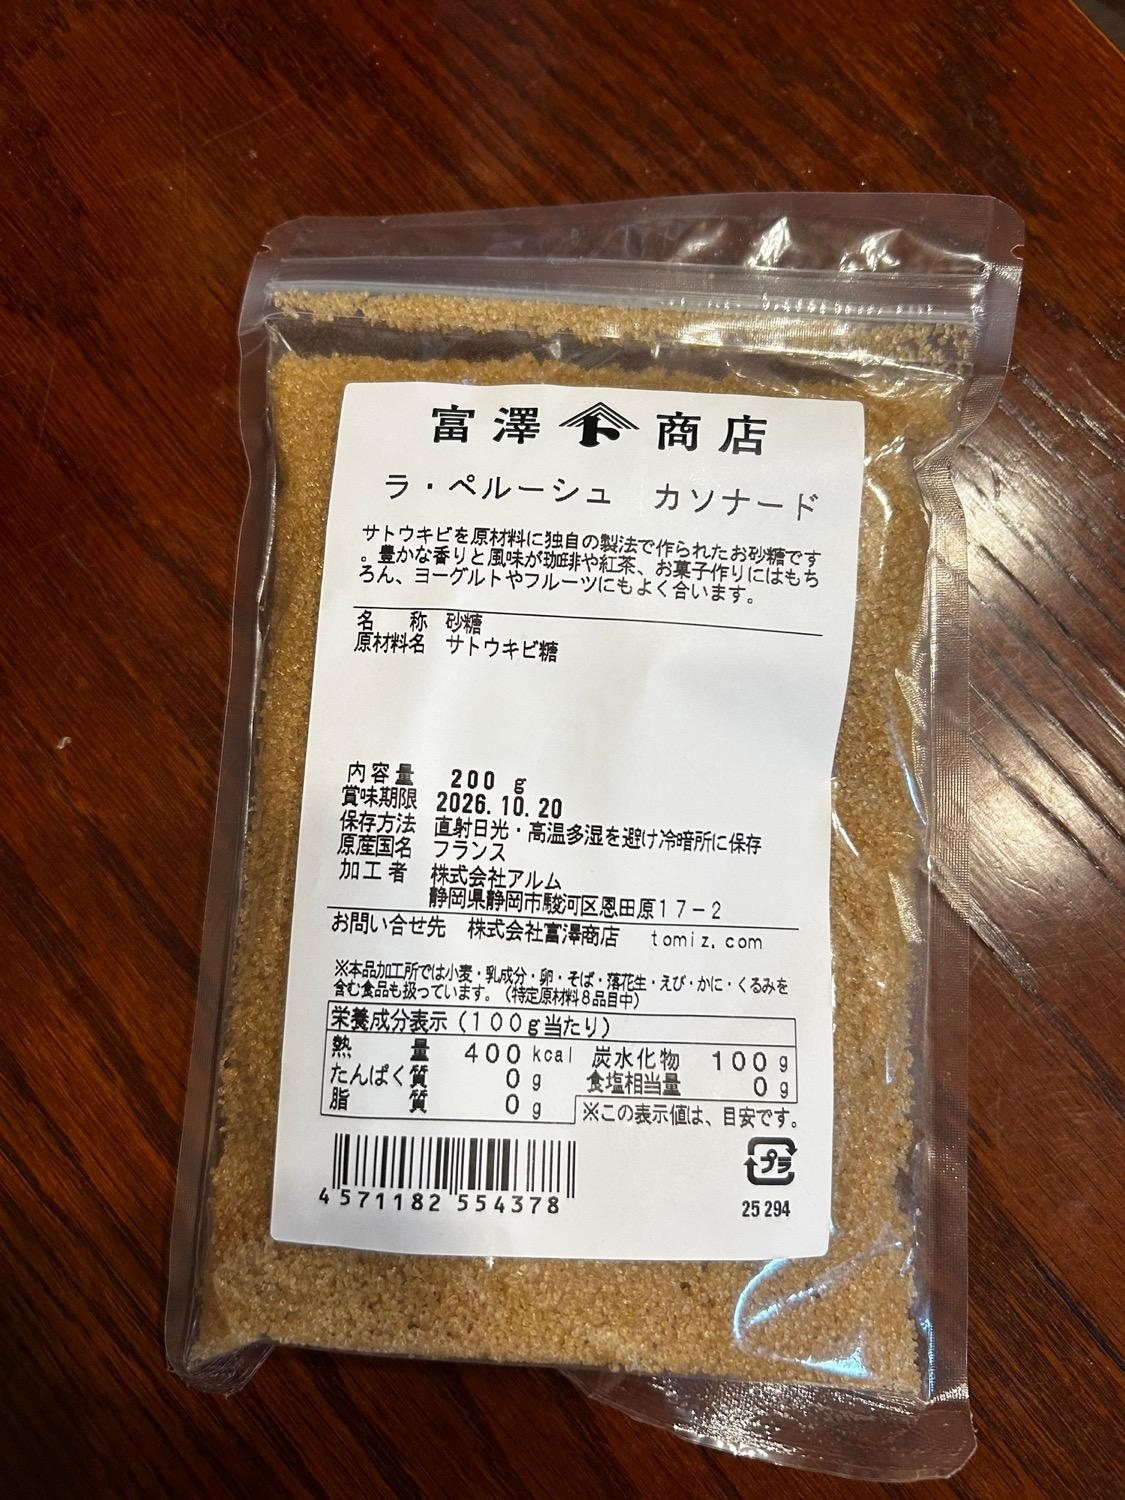 富澤 ト 商店
ラ・ペルーシュ カソナード
サトウキビを原材料に独自の製法で作られたお砂糖です
。豊かな香りと風味が珈琲や紅茶、お菓子作りにはもち
ろん、ヨーグルトやフルーツにもよく合います。
名称 砂糖
原材料名 サトウキビ糖
内容量 200 g
賞味期限 2026.10.20
保存方法 直射日光・高温多湿を避け冷暗所に保存
原産国名 フランス
加工者 株式会社アルム
静岡県静岡市駿河区恩田原17-2
お問い合せ先 株式会社富澤商店 tomiz.com
※本品加工所では小麦・乳成分・卵・そば・落花生・えび・かに・くるみを
含む食品も扱っています。(特定原材料8品目中)
栄養成分表示(100g当たり)
熱量 400kcal 炭水化物 100g
たんぱく質 0g 食塩相当量 0g
脂質 0g ※この表示値は、目安です。
プラ
4571182554378
25 294